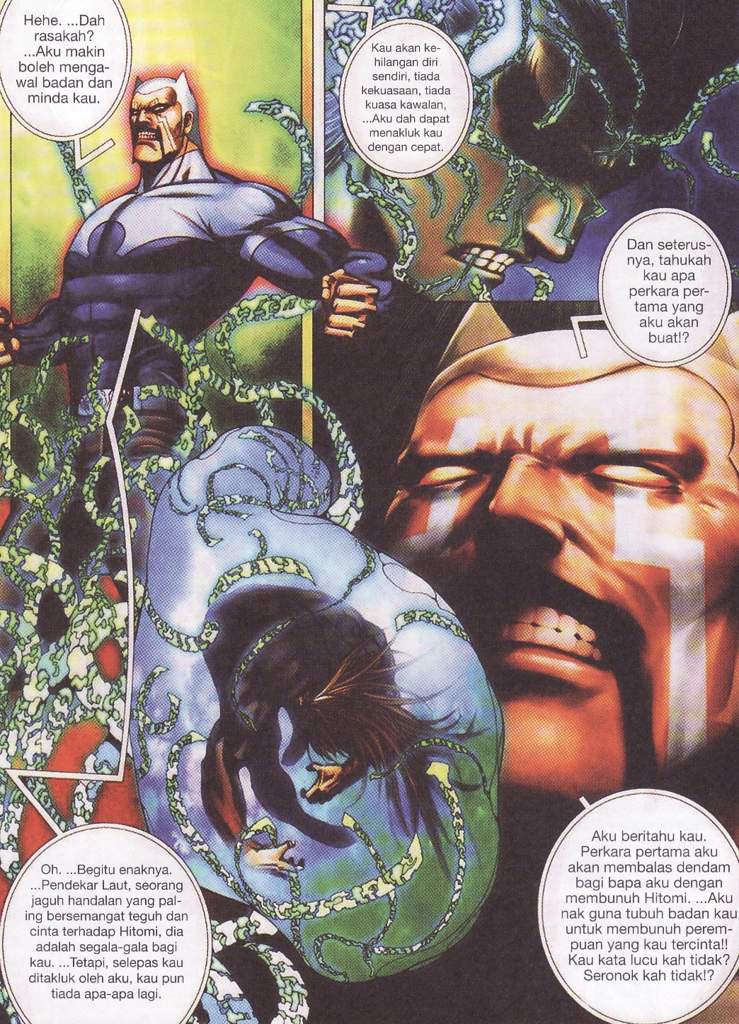 Hehe. ...Dah
rasakah?
...Aku makin
boleh menga-
wal badan dan
minda kau.
Kau akan ke-
hilangan diri
sendiri, tiada
kekuasaan, tiada
kuasa kawalan,
...Aku dah dapat
menakluk kau
dengan cepat.
Dan seterus-
nya, tahukah
kau apa
perkara per-
tama yang
aku akan
buat!?
Oh. ...Begitu enaknya.
...Pendekar Laut, seorang
jaguh handalan yang pal-
ing bersemangat teguh dan
cinta terhadap Hitomi, dia
adalah segala-gala bagi
kau. ...Tetapi, selepas kau
ditakluk oleh aku, kau pun
tiada apa-apa lagi.
Aku beritahu kau.
Perkara pertama aku
akan membalas dendam
bagi bapa aku dengan
membunuh Hitomi. ...Aku
nak guna tubuh badan kau
untuk membunuh perem-
puan yang kau tercinta!!
Kau kata lucu kah tidak?
Seronok kah tidak!?